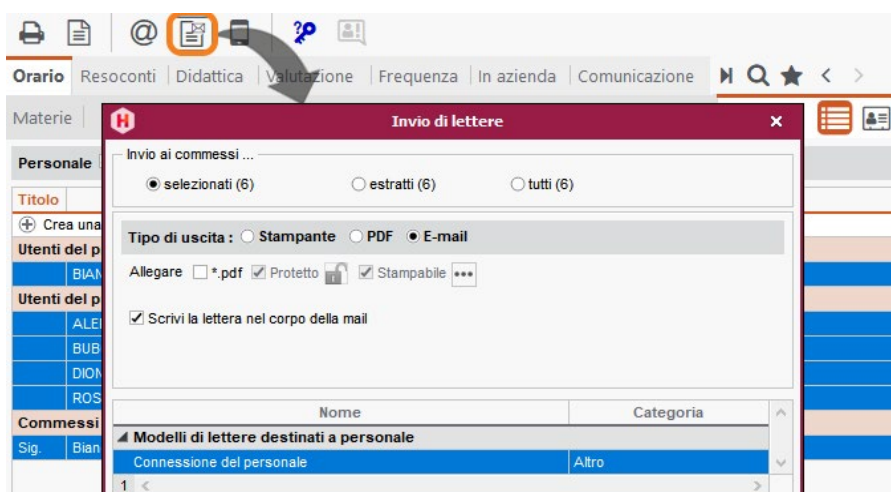 Orario Resoconti Didattica Valutazione Frequenza In azienda Comunicazione
Materie
Invio di lettere
Personale
Invio ai commessi ...
selezionati (6) estratti (6) tutti (6)
Titolo
Crea una
Tipo di uscita : Stampante PDF E-mail
Utenti del p
BIAN
Allegare *.pdf Protetto Stampabile
Utenti del p
ALE
Scrivi la lettera nel corpo della mail
BUB
DION
ROS
Nome Categoria
Commessi
Modelli di lettere destinati a personale
Sig. Bian
Connessione del personale Altro
1